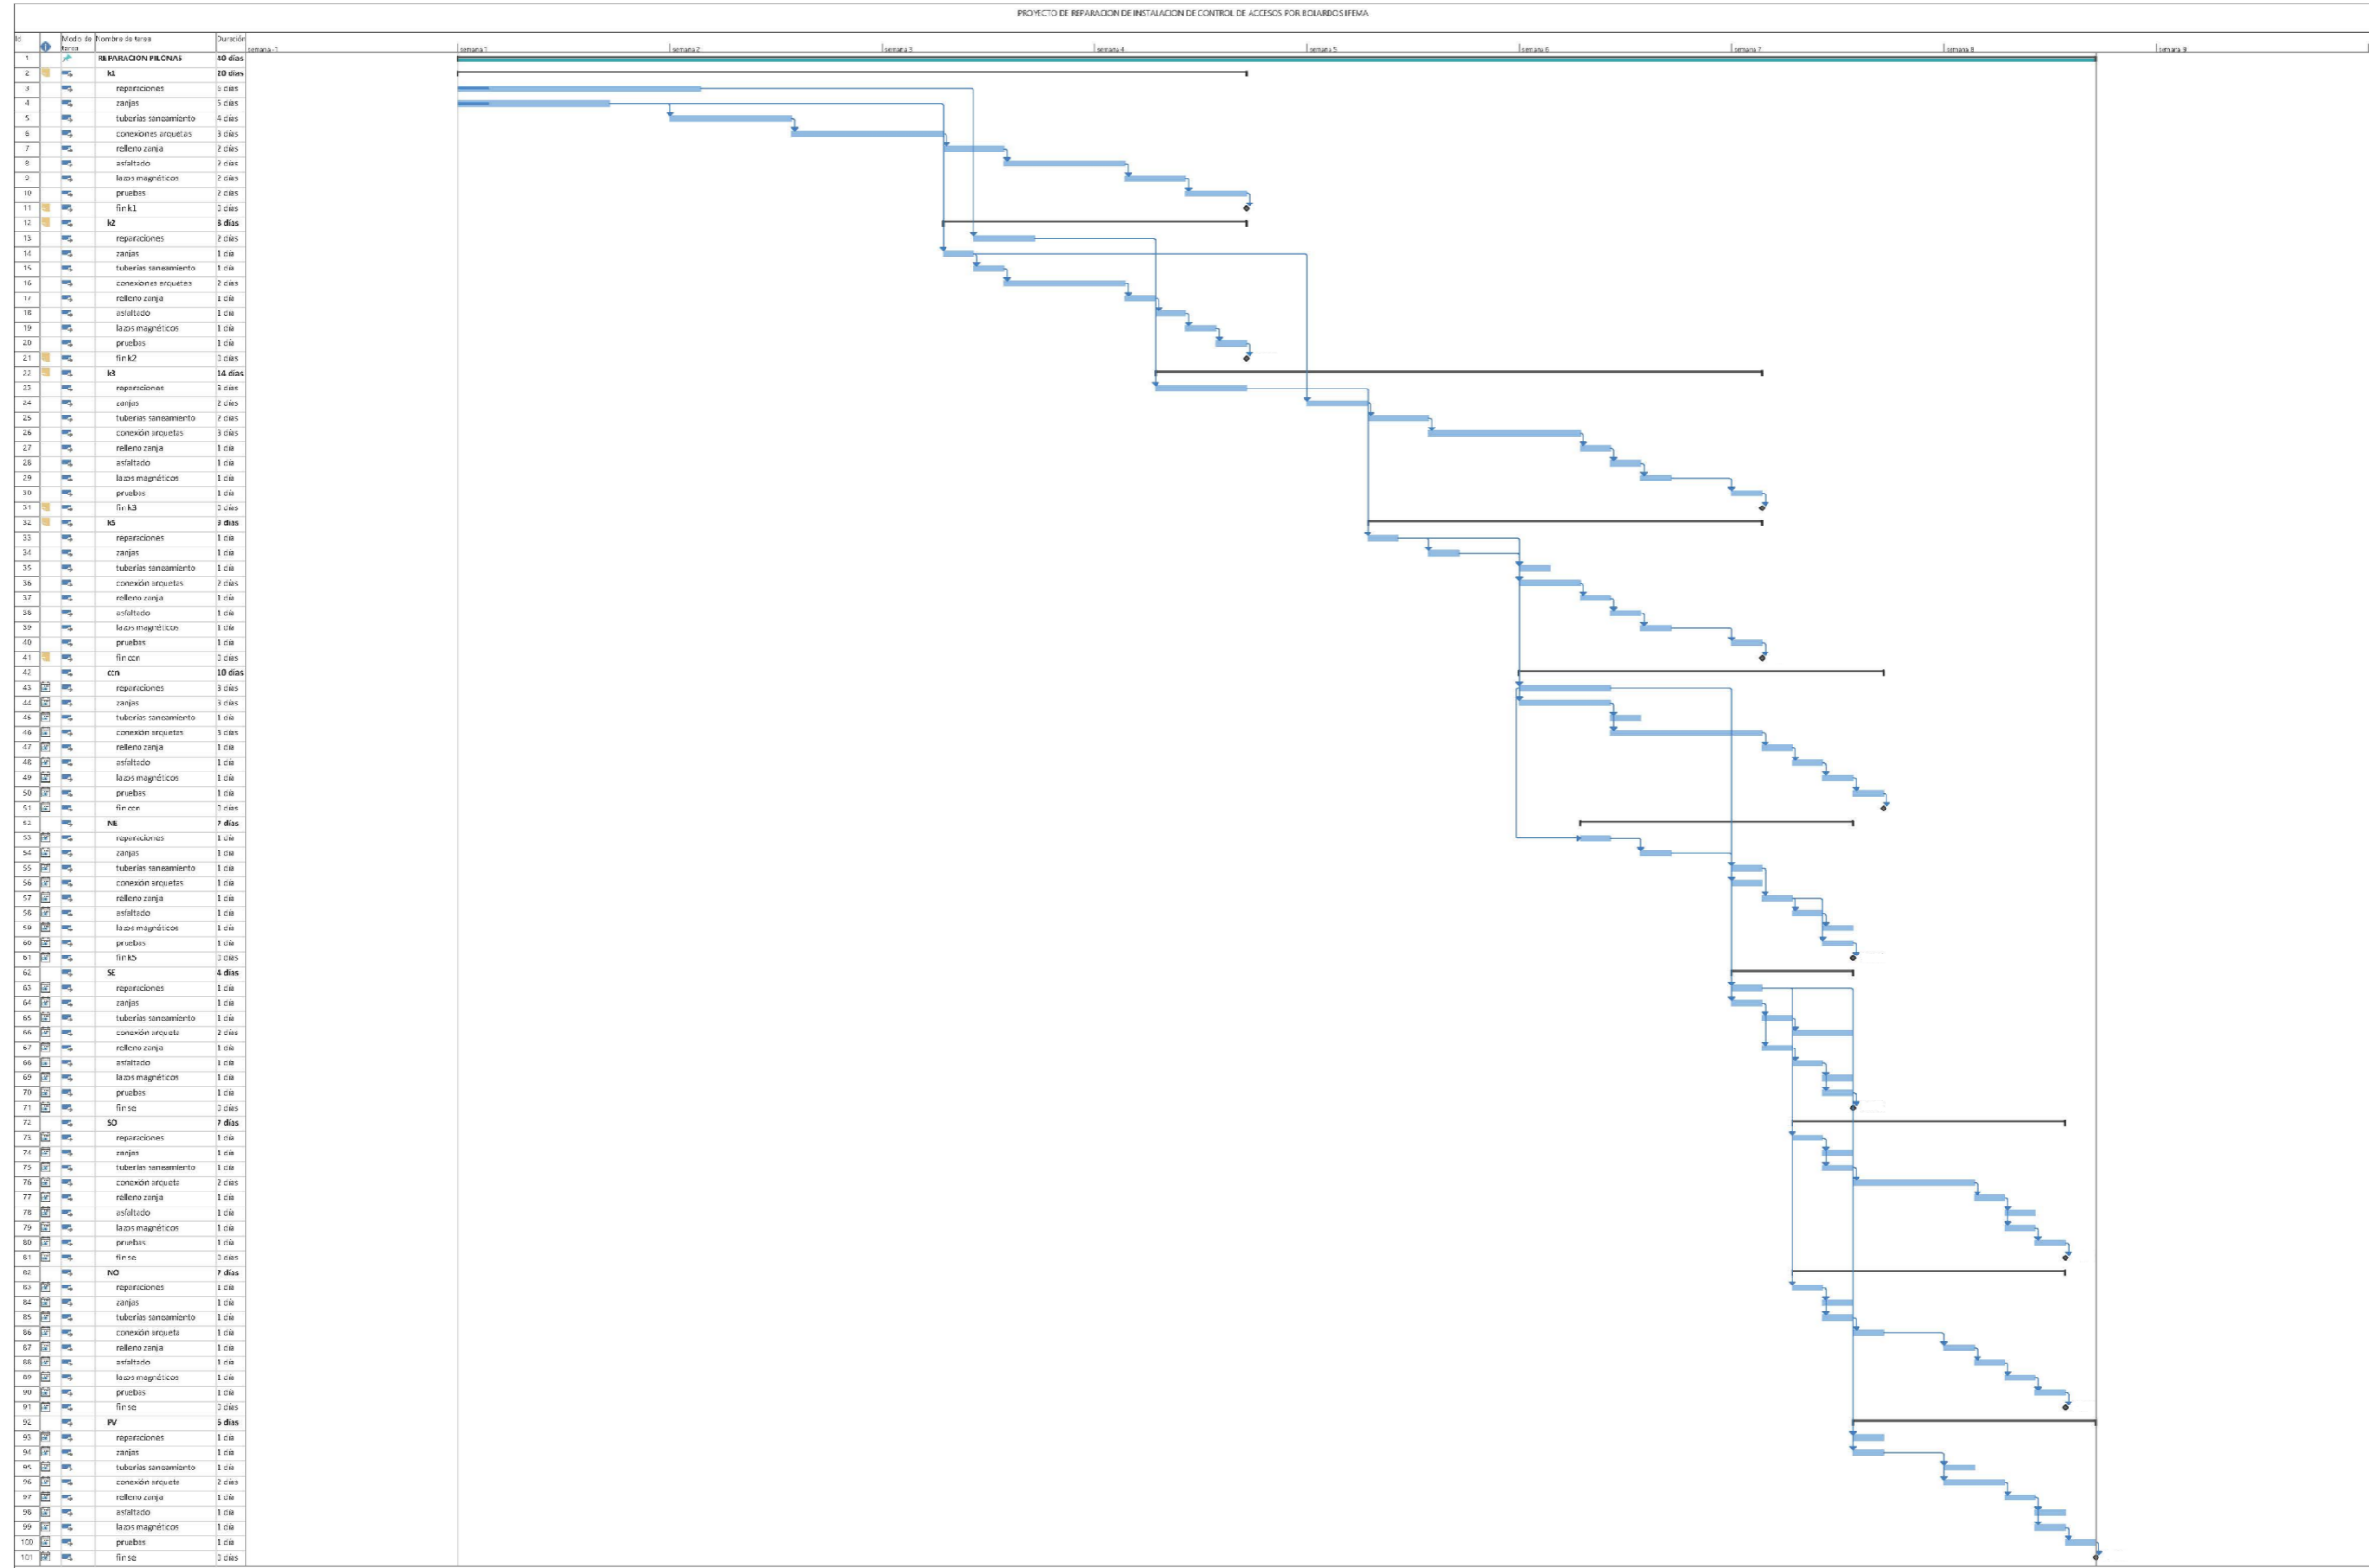 PROYECTO DE REPARACION DE INSTALACION DE CONTROL DE ACCESOS POR BOLARDOS IFEMA
Id Modo de tarea Nombre de tarea Duración semana -1 semana 1 semana 2 semana 3 semana 4 semana 5 semana 6 semana 7 semana 8 semana 9
1 REPARACION PILONAS 40 días
2 k1 20 días
3 reparaciones 6 días
4 zanjas 5 días
5 tuberías saneamiento 4 días
6 conexiones arquetas 3 días
7 relleno zanja 2 días
8 asfaltado 2 días
9 lazos magnéticos 2 días
10 pruebas 2 días
11 fin k1 0 días
12 k2 8 días
13 reparaciones 2 días
14 zanjas 1 día
15 tuberías saneamiento 1 día
16 conexiones arquetas 2 días
17 relleno zanja 1 día
18 asfaltado 1 día
19 lazos magnéticos 1 día
20 pruebas 1 día
21 fin k2 0 días
22 k3 14 días
23 reparaciones 3 días
24 zanjas 2 días
25 tuberías saneamiento 2 días
26 conexión arquetas 3 días
27 relleno zanja 1 día
28 asfaltado 1 día
29 lazos magnéticos 1 día
30 pruebas 1 día
31 fin k3 0 días
32 k5 9 días
33 reparaciones 1 día
34 zanjas 1 día
35 tuberías saneamiento 1 día
36 conexión arquetas 2 días
37 relleno zanja 1 día
38 asfaltado 1 día
39 lazos magnéticos 1 día
40 pruebas 1 día
41 fin ccn 0 días
42 ccn 10 días
43 reparaciones 3 días
44 zanjas 3 días
45 tuberías saneamiento 1 día
46 conexión arquetas 3 días
47 relleno zanja 1 día
48 asfaltado 1 día
49 lazos magnéticos 1 día
50 pruebas 1 día
51 fin ccn 0 días
52 NE 7 días
53 reparaciones 1 día
54 zanjas 1 día
55 tuberías saneamiento 1 día
56 conexión arquetas 1 día
57 relleno zanja 1 día
58 asfaltado 1 día
59 lazos magnéticos 1 día
60 pruebas 1 día
61 fin k5 0 días
62 SE 4 días
63 reparaciones 1 día
64 zanjas 1 día
65 tuberías saneamiento 1 día
66 conexión arqueta 2 días
67 relleno zanja 1 día
68 asfaltado 1 día
69 lazos magnéticos 1 día
70 pruebas 1 día
71 fin se 0 días
72 SO 7 días
73 reparaciones 1 día
74 zanjas 1 día
75 tuberías saneamiento 1 día
76 conexión arqueta 2 días
77 relleno zanja 1 día
78 asfaltado 1 día
79 lazos magnéticos 1 día
80 pruebas 1 día
81 fin se 0 días
82 NO 7 días
83 reparaciones 1 día
84 zanjas 1 día
85 tuberías saneamiento 1 día
86 conexión arqueta 1 día
87 relleno zanja 1 día
88 asfaltado 1 día
89 lazos magnéticos 1 día
90 pruebas 1 día
91 fin se 0 días
92 PV 6 días
93 reparaciones 1 día
94 zanjas 1 día
95 tuberías saneamiento 1 día
96 conexión arqueta 2 días
97 relleno zanja 1 día
98 asfaltado 1 día
99 lazos magnéticos 1 día
100 pruebas 1 día
101 fin se 0 días